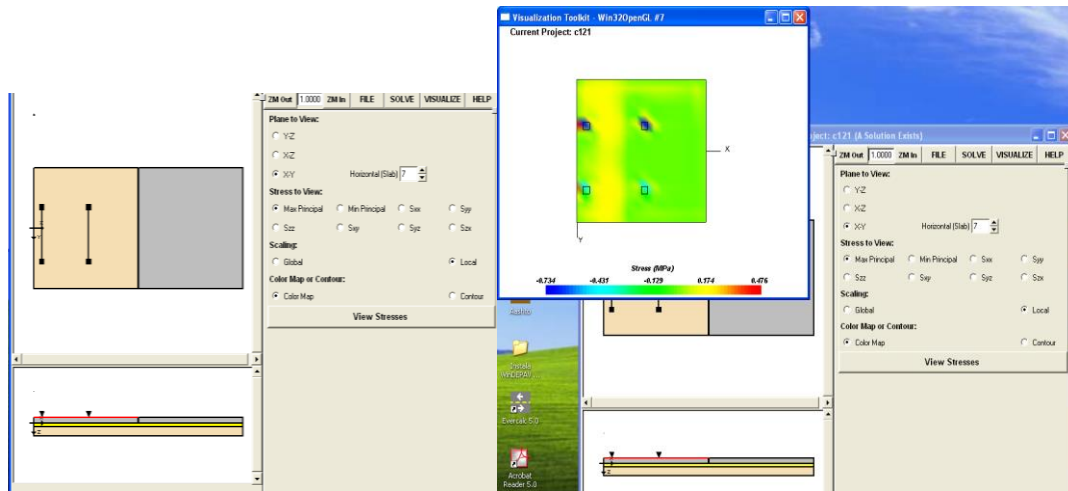 Visualization Toolkit - Win32OpenGL #7
Current Project: c121
X
Y
Stress (MPa)
-0.734 -0.431 -0.129 0.174 0.476
ZM Out 1.0000 ZM In FILE SOLVE VISUALIZE HELP
Plane to View:
Y-Z
X-Z
X-Y Horizontal (Slab) 7
Stress to View:
Max Principal Min Principal Sxx Syy
Szz Sxy Syz Szx
Scaling:
Global Local
Color Map or Contour:
Color Map Contour
View Stresses
ject: c121 (A Solution Exists)
ZM Out 1.0000 ZM In FILE SOLVE VISUALIZE HELP
Plane to View:
Y-Z
X-Z
X-Y Horizontal (Slab) 7
Stress to View:
Max Principal Min Principal Sxx Syy
Szz Sxy Syz Szx
Scaling:
Global Local
Color Map or Contour:
Color Map Contour
View Stresses
Instala
Evercalc 5.0
Acrobat
Reader 5.0
Z
Z